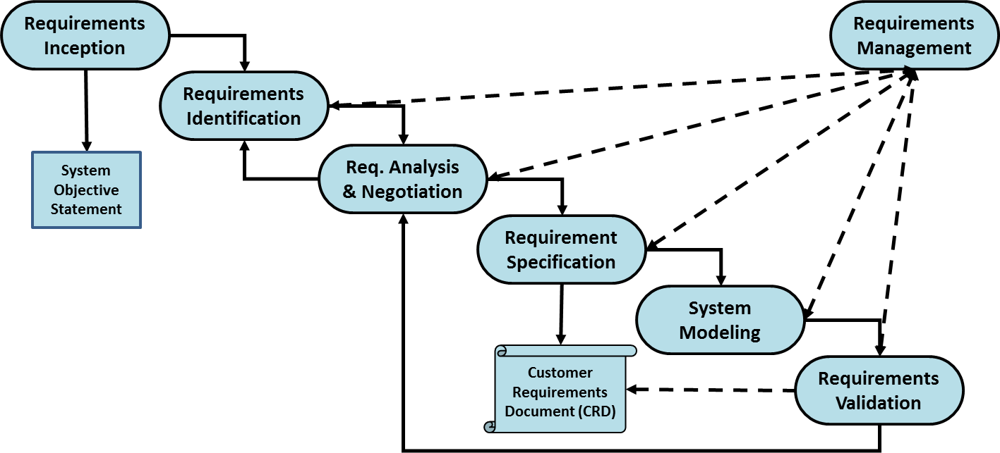 Requirements
Inception
Requirements
Management
Requirements
Identification
System
Objective
Statement
Req. Analysis
& Negotiation
Requirement
Specification
System
Modeling
Customer
Requirements
Document (CRD)
Requirements
Validation